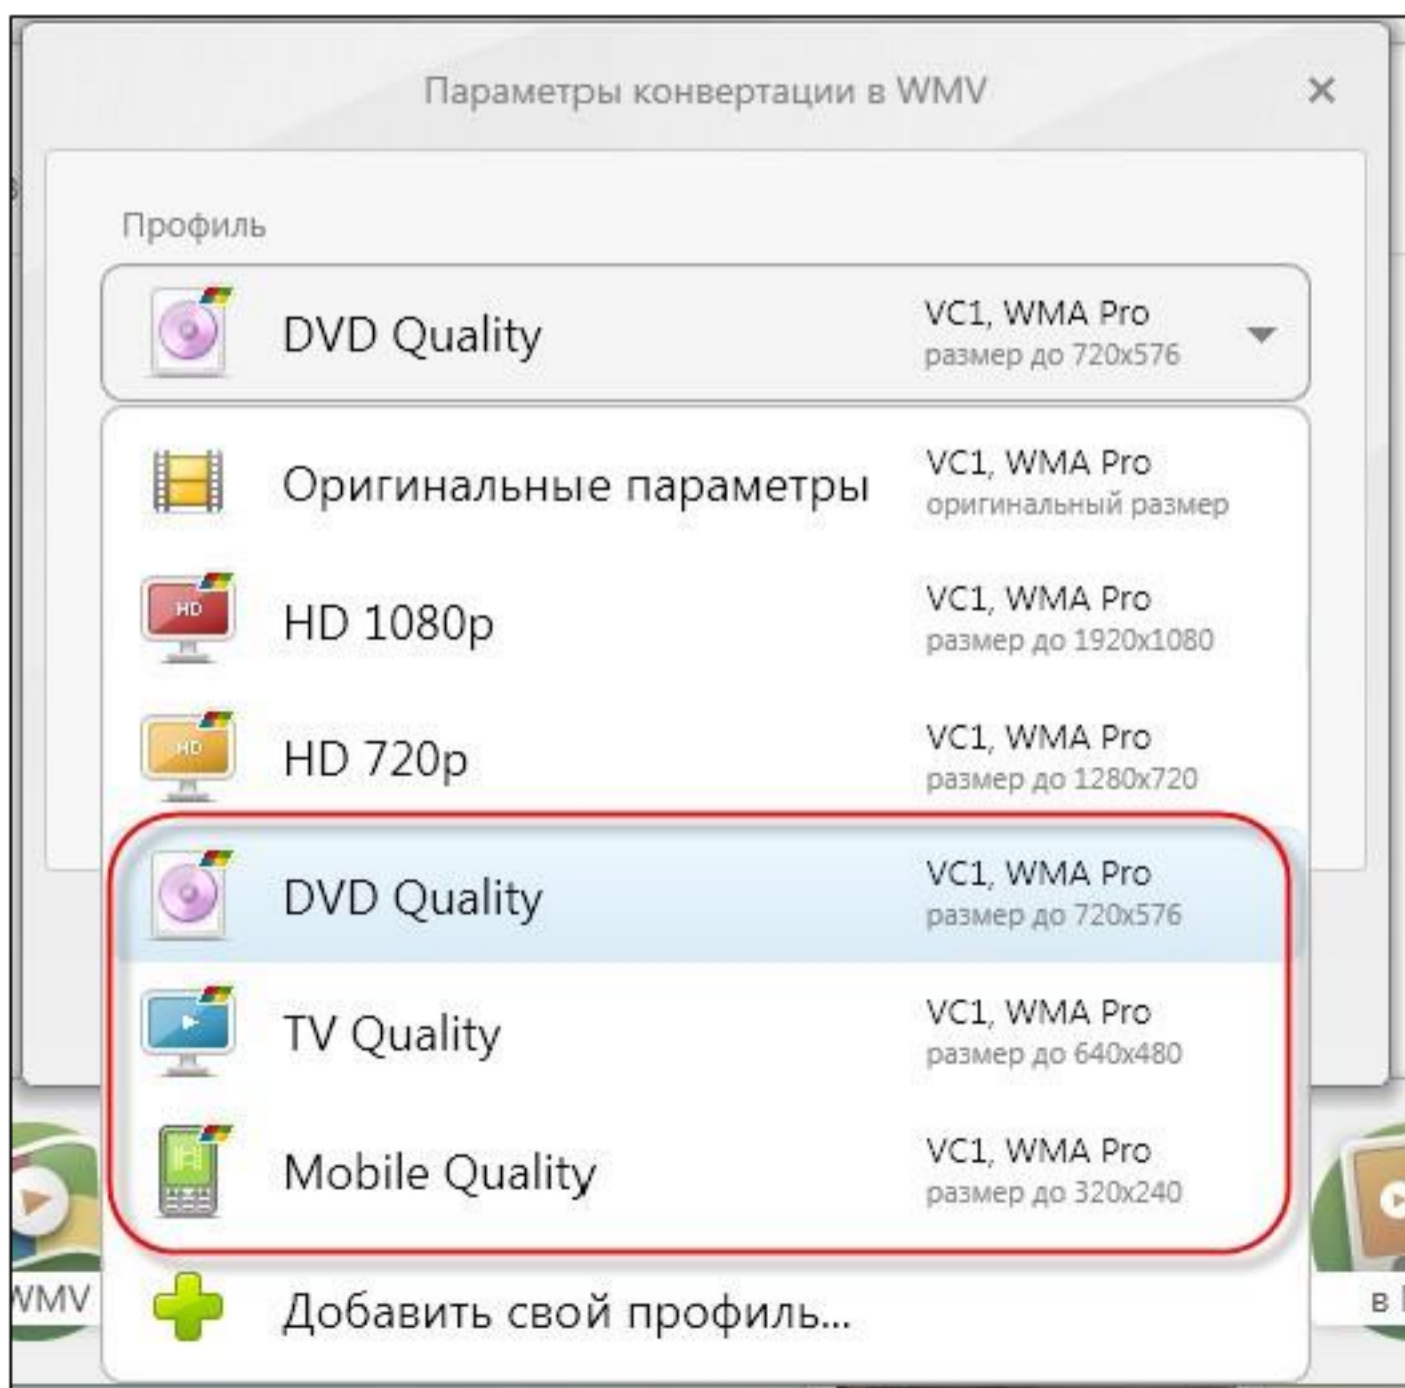 Параметры конвертации в WMV
Профиль
DVD Quality
VC1, WMA Pro
размер до 720x576
Оригинальные параметры
VC1, WMA Pro
оригинальный размер
HD
HD 1080p
VC1, WMA Pro
размер до 1920x1080
HD
HD 720p
VC1, WMA Pro
размер до 1280x720
DVD Quality
VC1, WMA Pro
размер до 720x576
TV Quality
VC1, WMA Pro
размер до 640x480
Mobile Quality
VC1, WMA Pro
размер до 320x240
WMV
в
Добавить свой профиль...